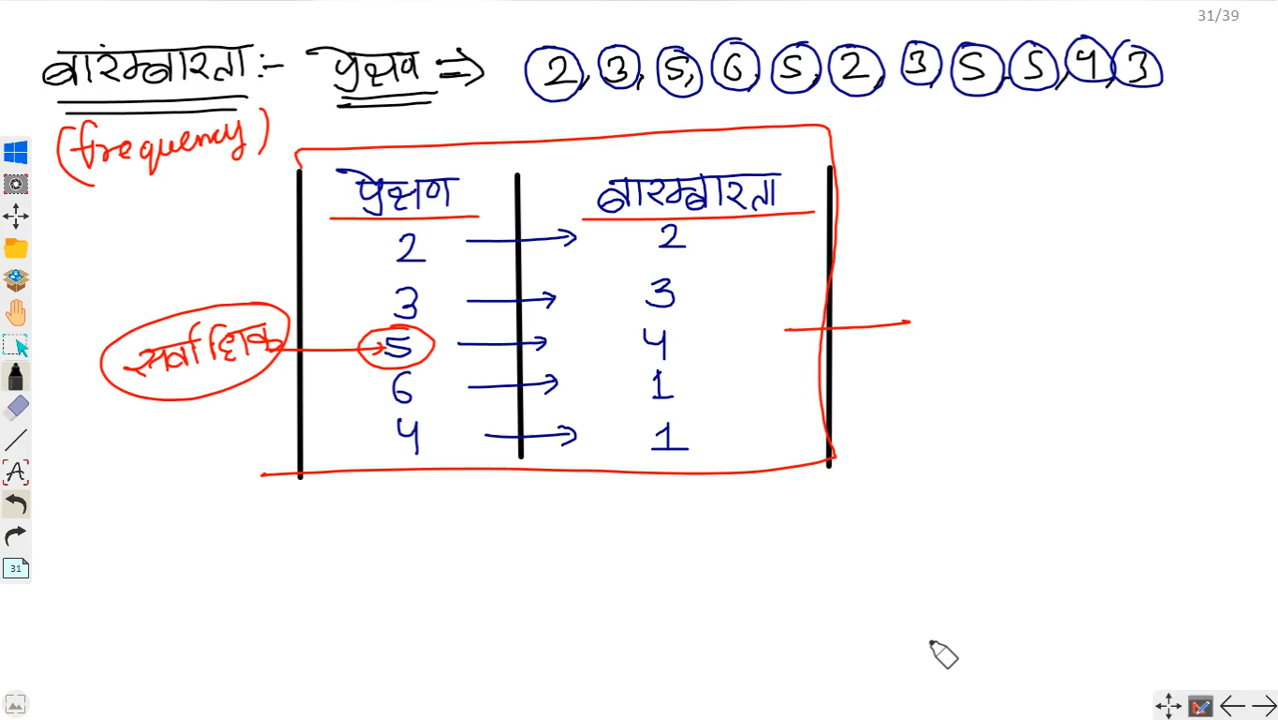 31/39
बारंम्बारता :- प्रेक्षण ⇒ 2, 3, 5, 6, 5, 2, 3, 5, 5, 4, 3
(frequency)
प्रेक्षण बारम्बारता
2 → 2
3 → 3
सर्वाधिक → 5 → 4
6 → 1
4 → 1
31